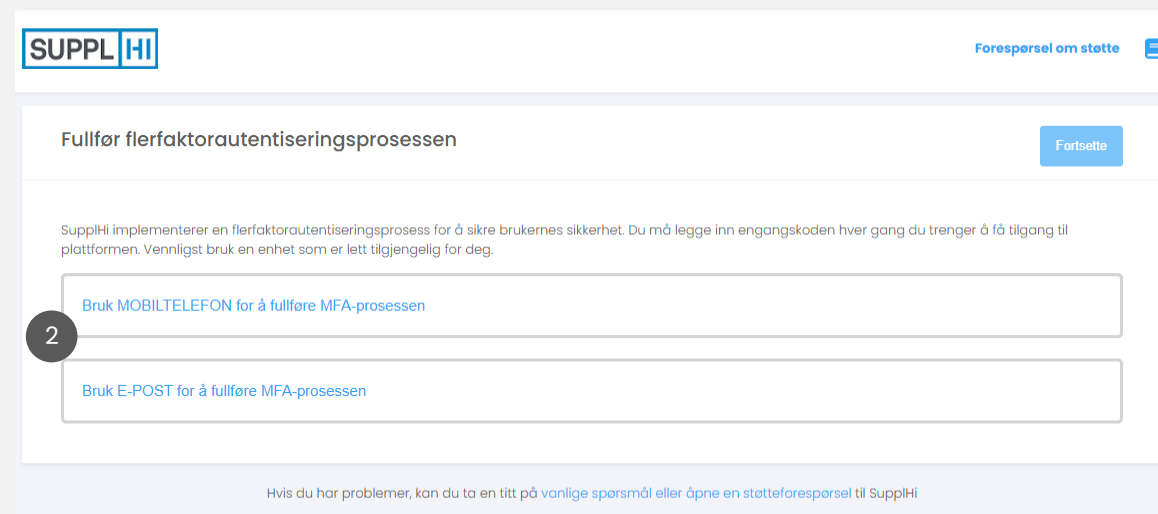 SUPPLHI
Forespørsel om støtte
Fullfør flerfaktorautentiseringsprosessen
Fortsette
SupplHi implementerer en flerfaktorautentiseringsprosess for å sikre brukernes sikkerhet. Du må legge inn engangskoden hver gang du trenger å få tilgang til
plattformen. Vennligst bruk en enhet som er lett tilgjengelig for deg.
Bruk MOBILTELEFON for å fullføre MFA-prosessen
2
Bruk E-POST for å fullføre MFA-prosessen
Hvis du har problemer, kan du ta en titt på vanlige spørsmål eller åpne en støtteforespørsel til SupplHi